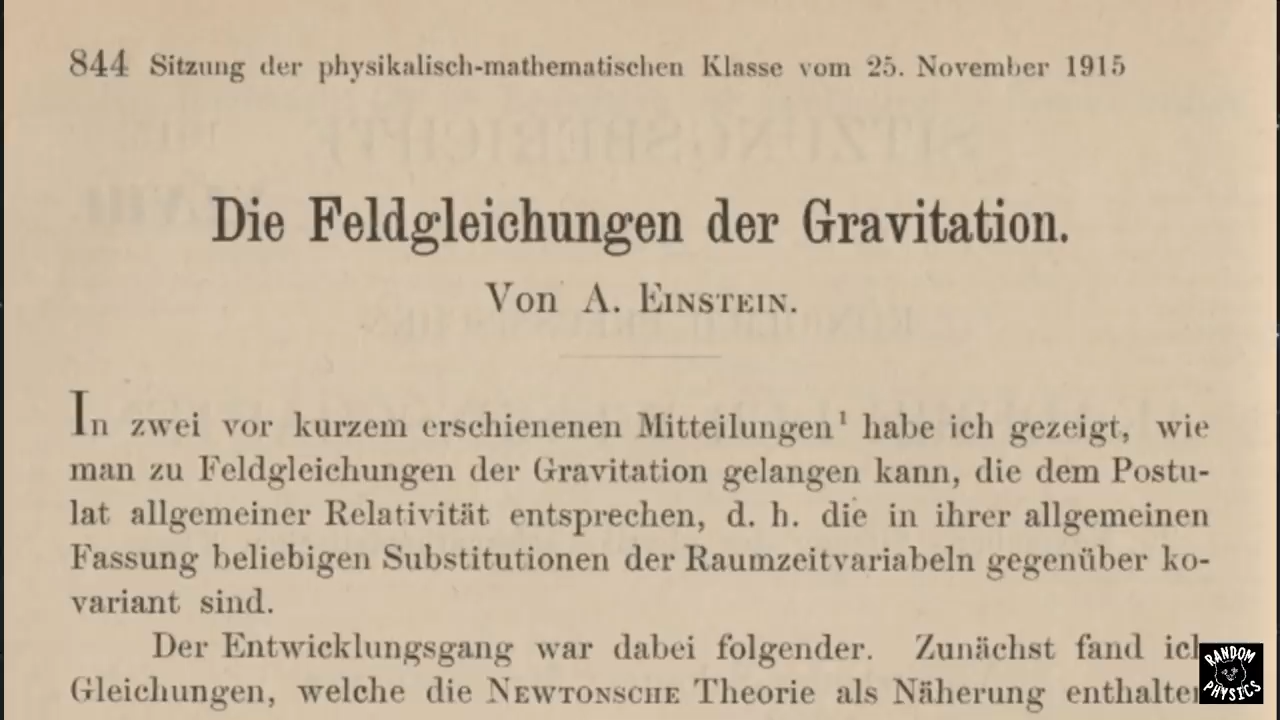 844 Sitzung der physikalisch-mathematischen Klasse vom 25. November 1915
Die Feldgleichungen der Gravitation.
Von A. EINSTEIN.
In zwei vor kurzem erschienenen Mitteilungen¹ habe ich gezeigt, wie
man zu Feldgleichungen der Gravitation gelangen kann, die dem Postu-
lat allgemeiner Relativität entsprechen, d. h. die in ihrer allgemeinen
Fassung beliebigen Substitutionen der Raumzeitvariabeln gegenüber ko-
variant sind.
Der Entwicklungsgang war dabei folgender. Zunächst fand ich
Gleichungen, welche die NEWTONSCHE Theorie als Näherung enthalten
RANDOM
PHYSICS